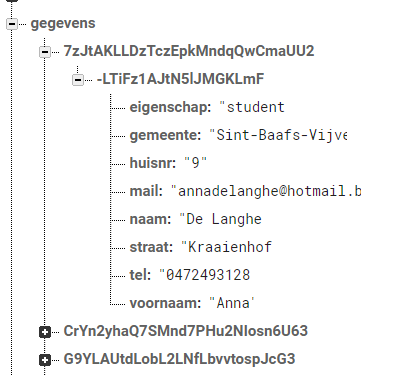 gegevens
7zJtAKLLDzTczEpkMndqQwCmaUU2
-LTiFz1AJtN5lJMGKLmF
eigenschap: "student
gemeente: "Sint-Baafs-Vijve
huisnr: "9"
mail: "annadelanghe@hotmail.b
naam: "De Langhe
straat: "Kraaienhof
tel: "0472493128
voornaam: "Anna"
CrYn2yhaQ7SMnd7PHu2NIosn6U63
G9YLAUtdLobL2LNfLbvvtospJcG3